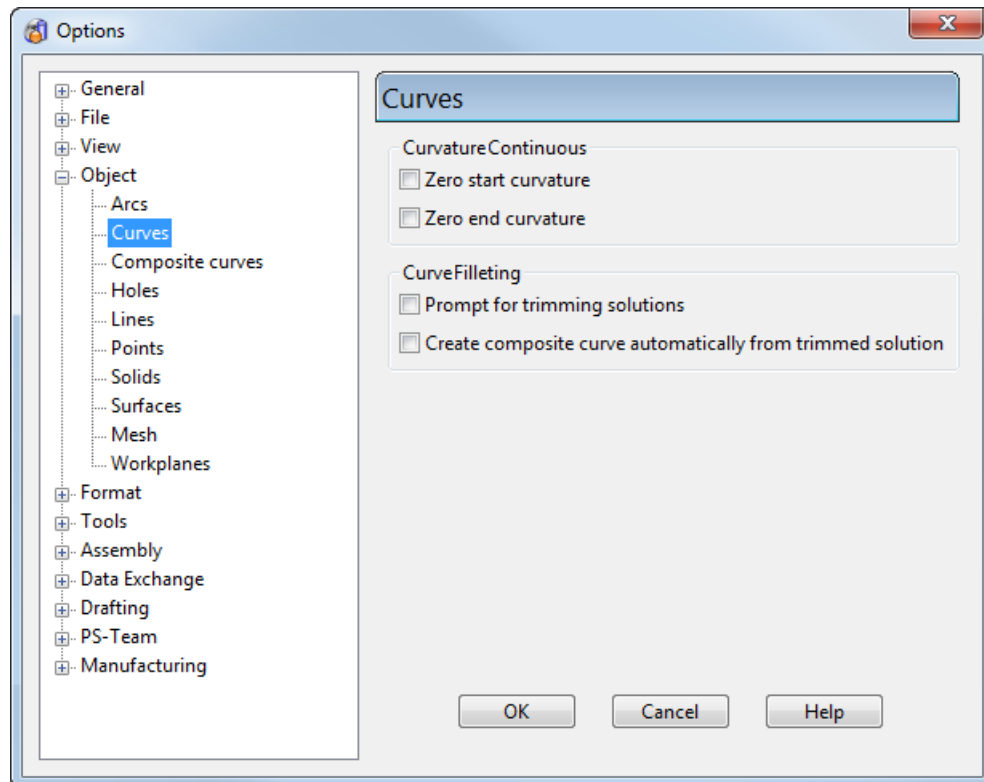 Options
General
File
View
Object
Arcs
Curves
Composite curves
Holes
Lines
Points
Solids
Surfaces
Mesh
Workplanes
Format
Tools
Assembly
Data Exchange
Drafting
PS-Team
Manufacturing
Curves
CurvatureContinuous
Zero start curvature
Zero end curvature
CurveFilleting
Prompt for trimming solutions
Create composite curve automatically from trimmed solution
OK Cancel Help